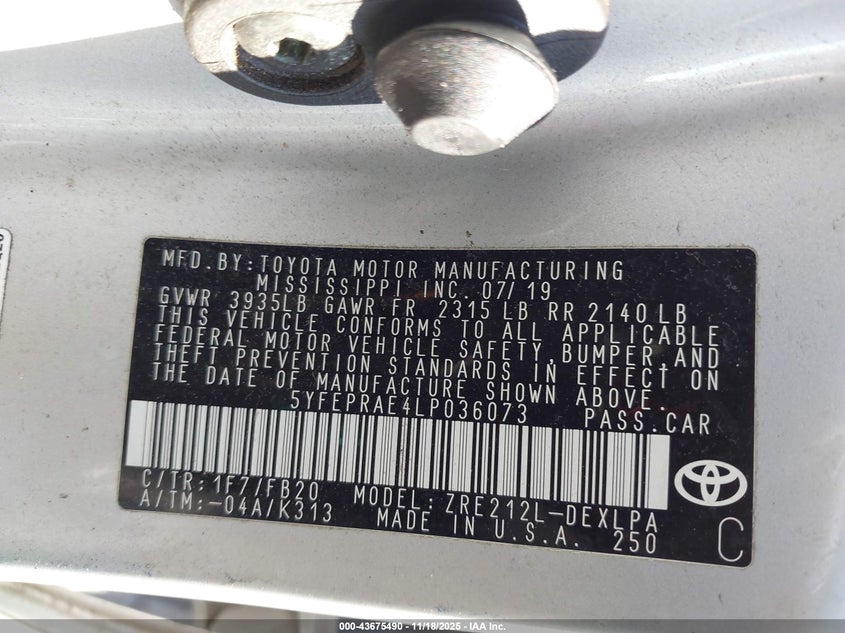 MFD.BY:TOYOTA MOTOR MANUFACTURING
MISSISSIPPI INC. 07/19
GVWR 3935LB GAWR FR 2315 LB RR 2140 LB
THIS VEHICLE CONFORMS TO ALL APPLICABLE
FEDERAL MOTOR VEHICLE SAFETY,BUMPER,AND
THEFT PREVENTION STANDARDS IN EFFECT ON
THE DATE OF MANUFACTURE SHOWN ABOVE.
5YFEPRAE4LP036073 PASS.CAR
C/TR:1F7/FB20 MODEL:ZRE212L-DEXLPA
A/TM:-04A/K313 MADE IN U.S.A. 250
C
000-43675490 - 11/18/2025 - IAA Inc.